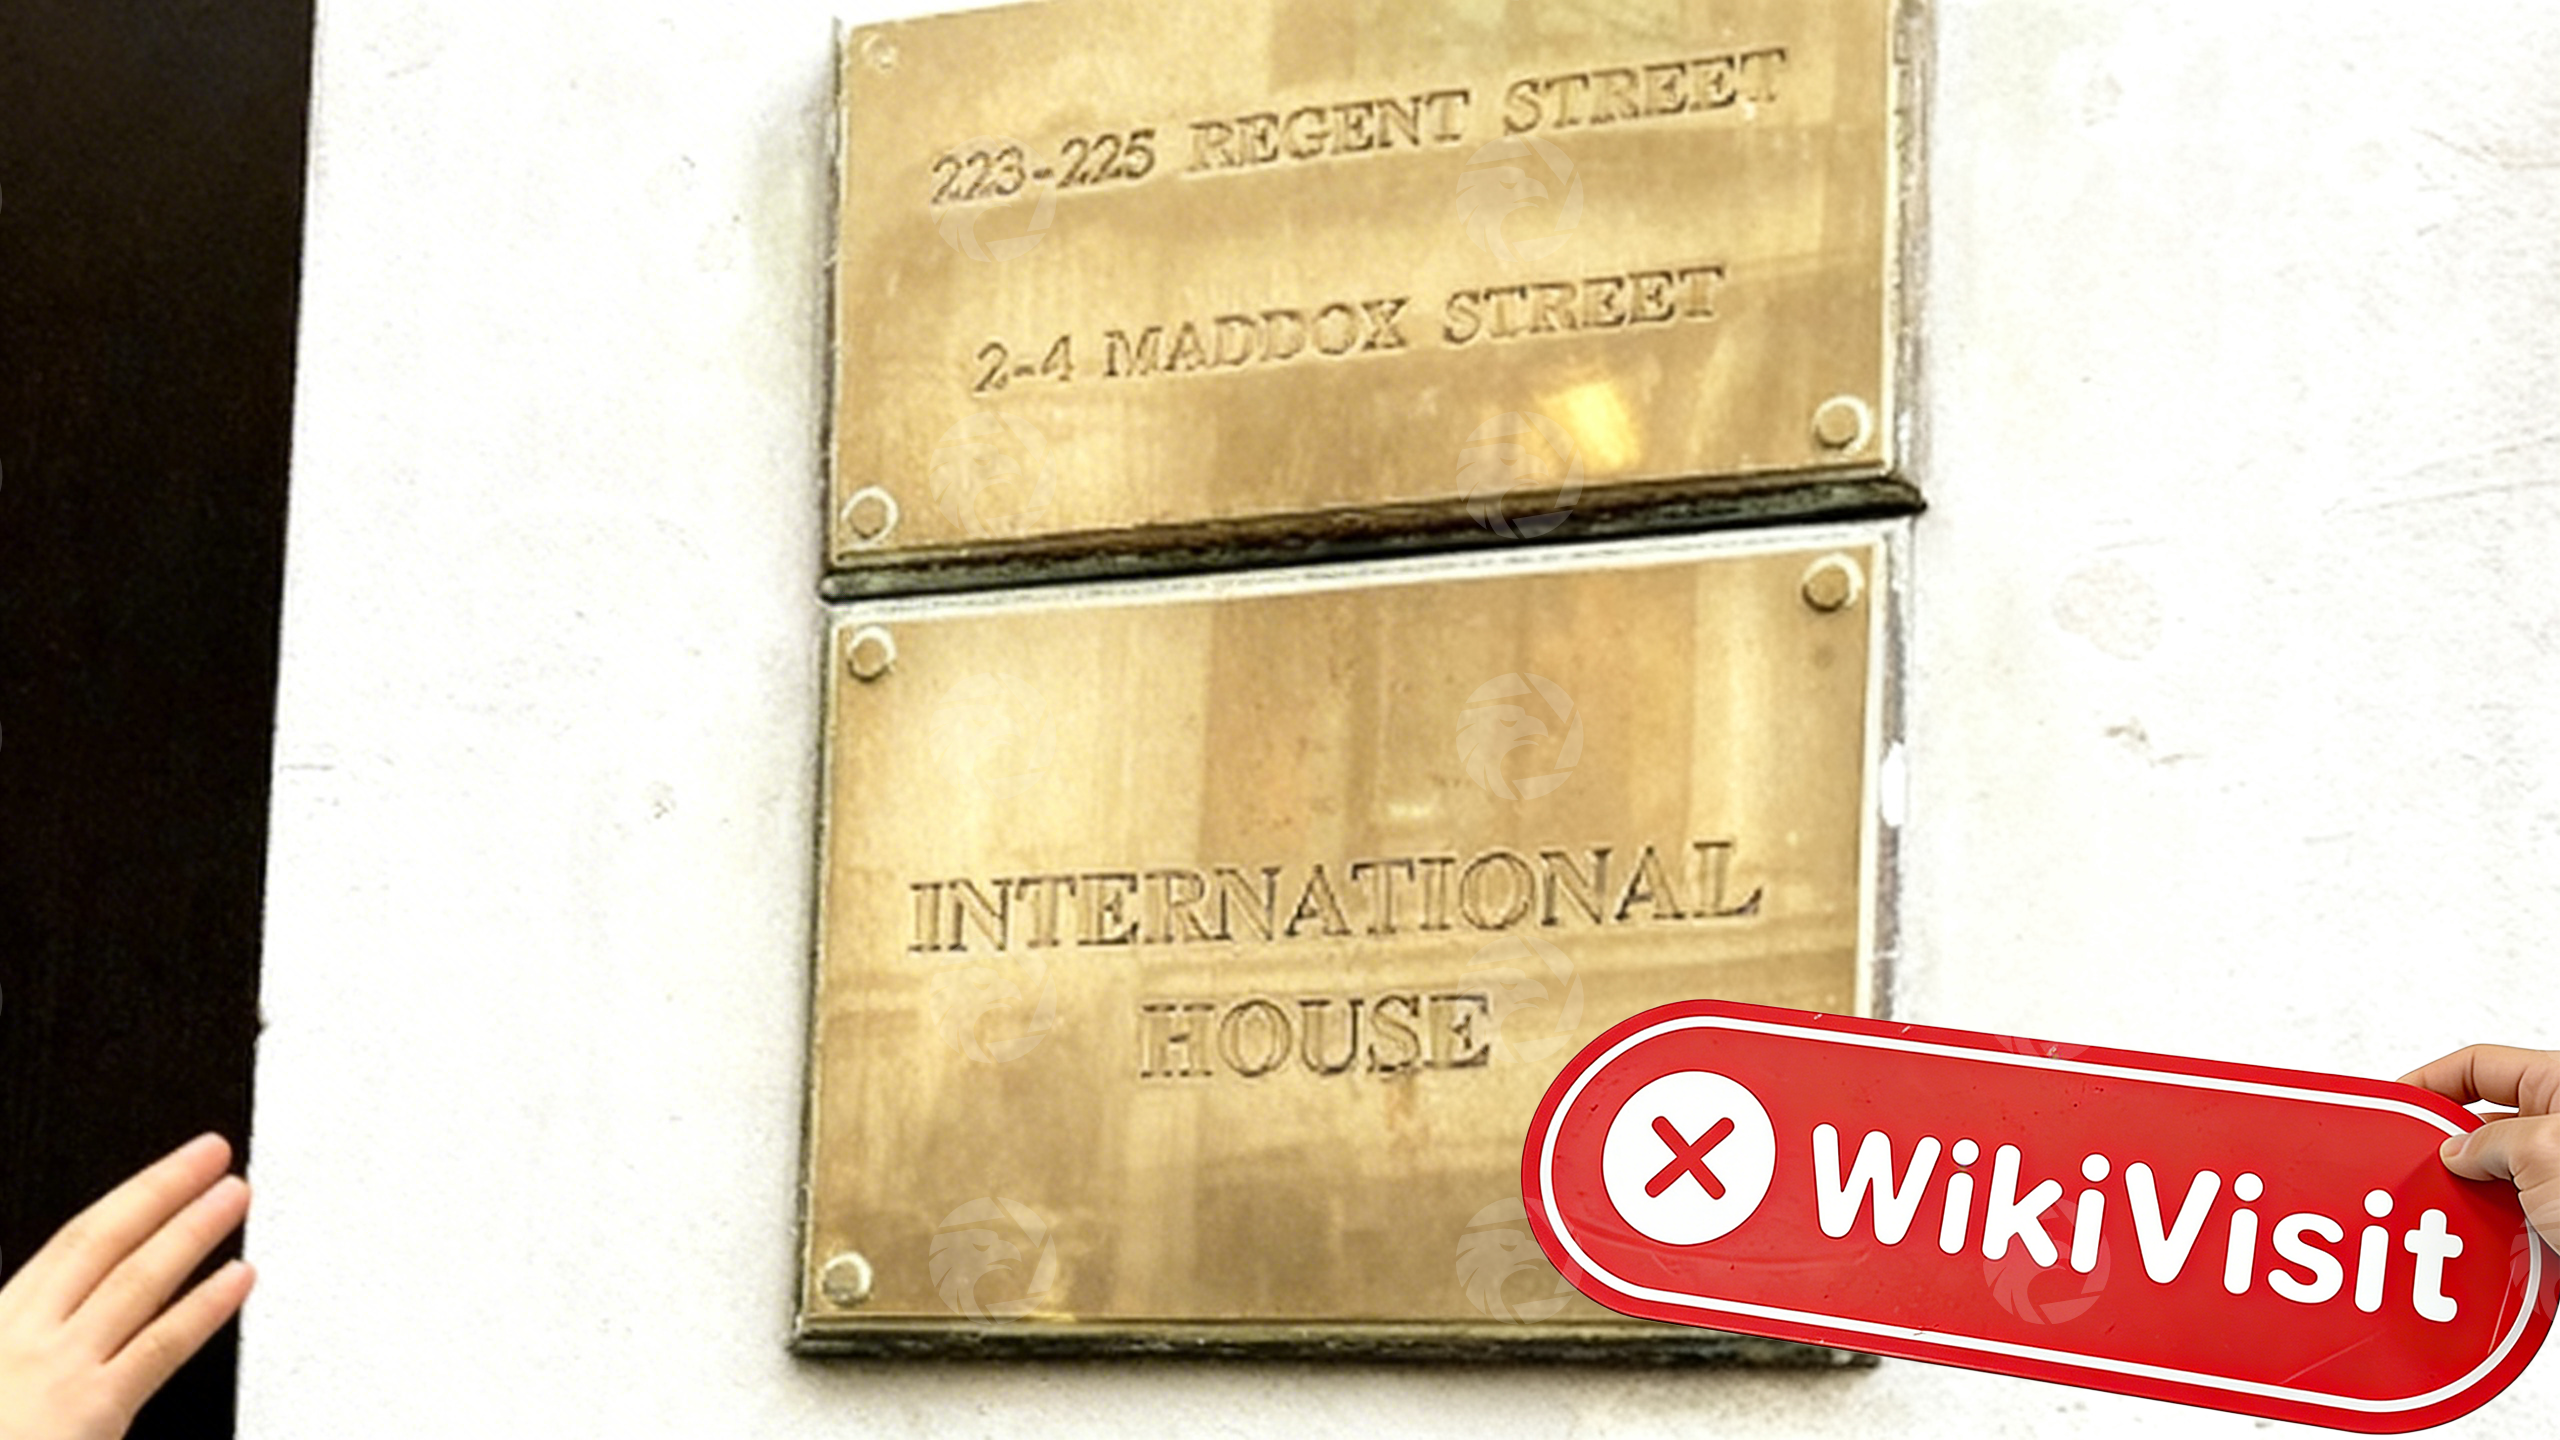 223-225 REGENT STREET
2-4 MADDOX STREET
INTERNATIONAL
HOUSE
WikiVisit